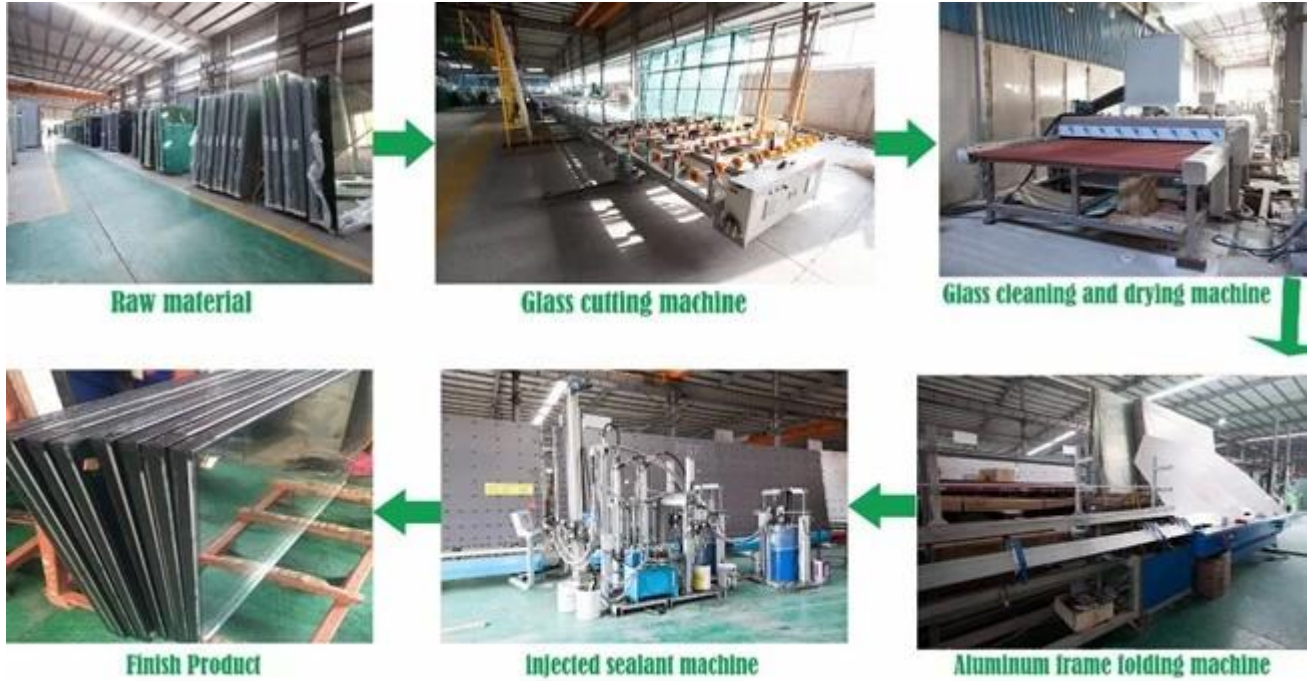 Raw material
Glass cutting machine
Glass cleaning and drying machine
Aluminum frame folding machine
injected sealant machine
Finish Product